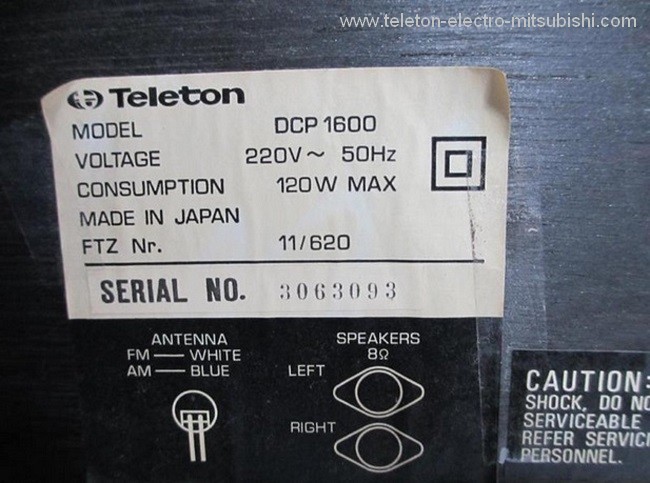 www.teleton-electro-mitsubishi.com
Teleton
MODEL DCP 1600
VOLTAGE 220V~ 50Hz
CONSUMPTION 120W MAX
MADE IN JAPAN
FTZ Nr. 11/620
SERIAL NO. 3063093
ANTENNA
FM — WHITE
AM — BLUE
SPEAKERS
8Ω
LEFT
RIGHT
CAUTION:
SHOCK, DO
SERVICEABLE
REFER
PERSONNEL.